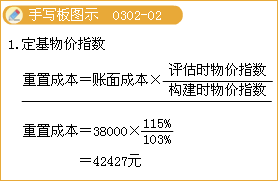 手写板图示 0302-02
1.定基物价指数
重置成本=账面成本×评估时物价指数/构建时物价指数
重置成本=38000×115%/103%
=42427元